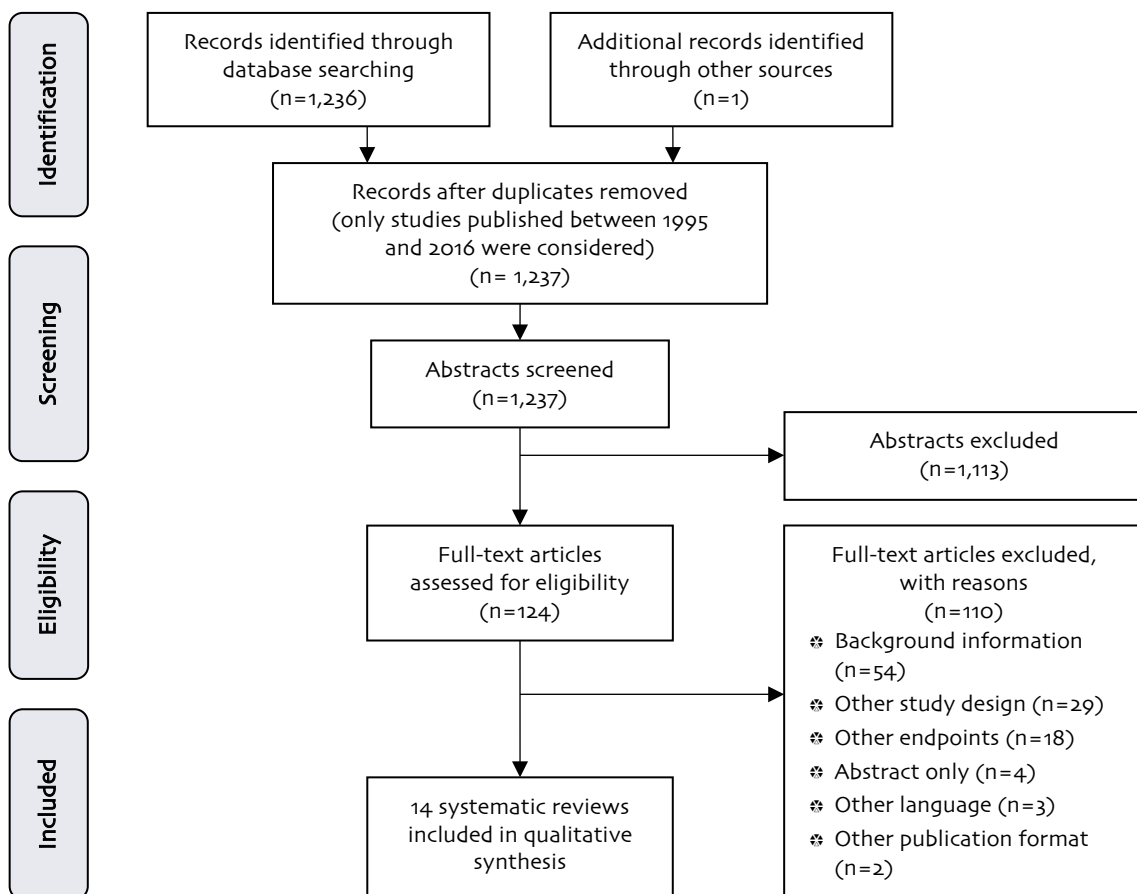 Identification
Records identified through
database searching
(n=1,236)
Additional records identified
through other sources
(n=1)
Records after duplicates removed
(only studies published between 1995
and 2016 were considered)
(n= 1,237)
Screening
Abstracts screened
(n=1,237)
Abstracts excluded
(n=1,113)
Eligibility
Full-text articles
assessed for eligibility
(n=124)
Full-text articles excluded,
with reasons
(n=110)
Background information
(n=54)
Other study design (n=29)
Other endpoints (n=18)
Abstract only (n=4)
Other language (n=3)
Other publication format
(n=2)
Included
14 systematic reviews
included in qualitative
synthesis